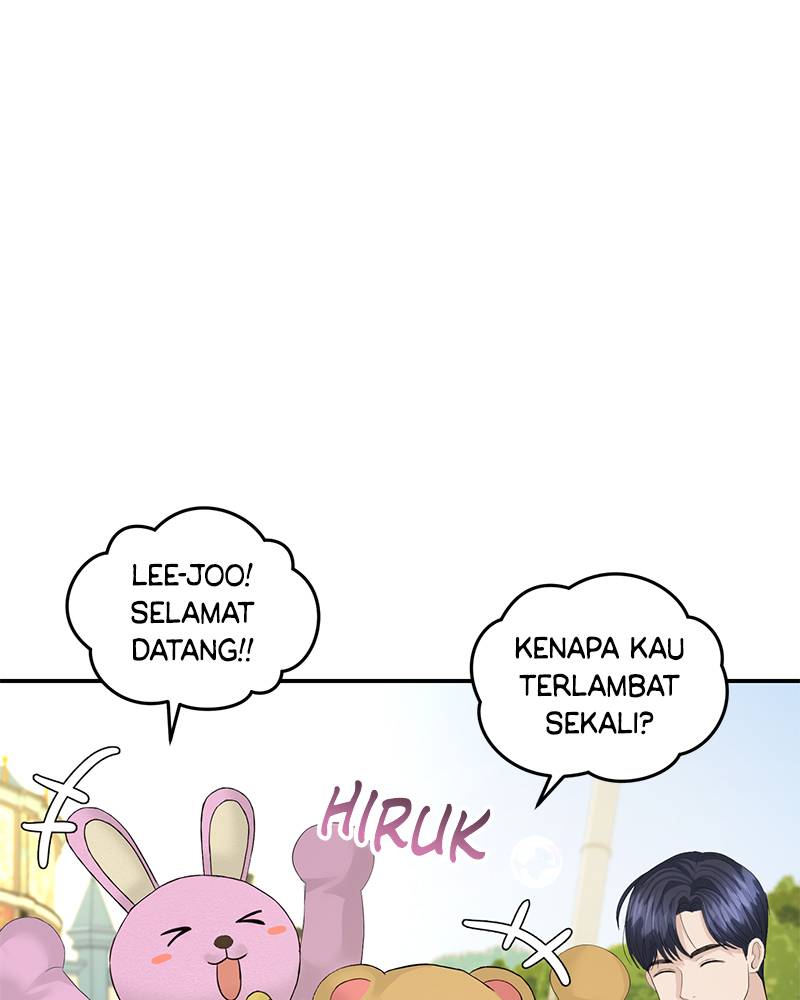 LEE-JOO!
SELAMAT
DATANG!!
KENAPA KAU
TERLAMBAT
SEKALI?
HIRUK